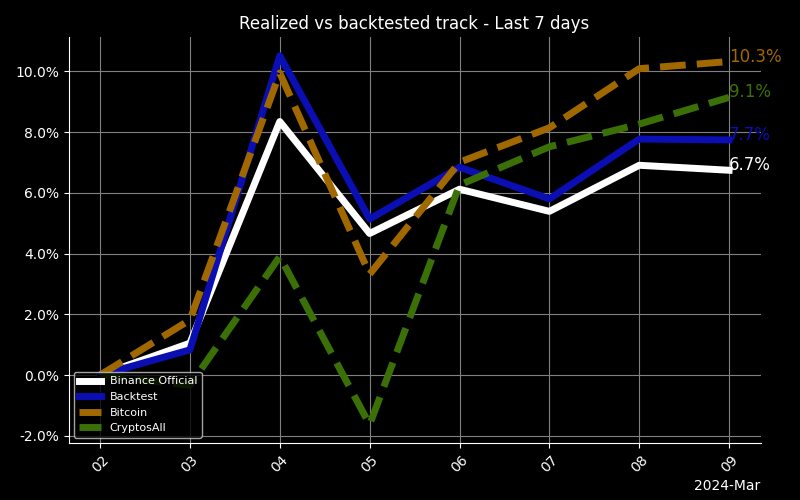 Realized vs backtested track - Last 7 days
10.0%
8.0%
6.0%
4.0%
2.0%
0.0%
-2.0%
10.3%
9.1%
7.7%
6.7%
Binance Official
Backtest
Bitcoin
CryptosAll
02 03 04 05 06 07 08 09
2024-Mar